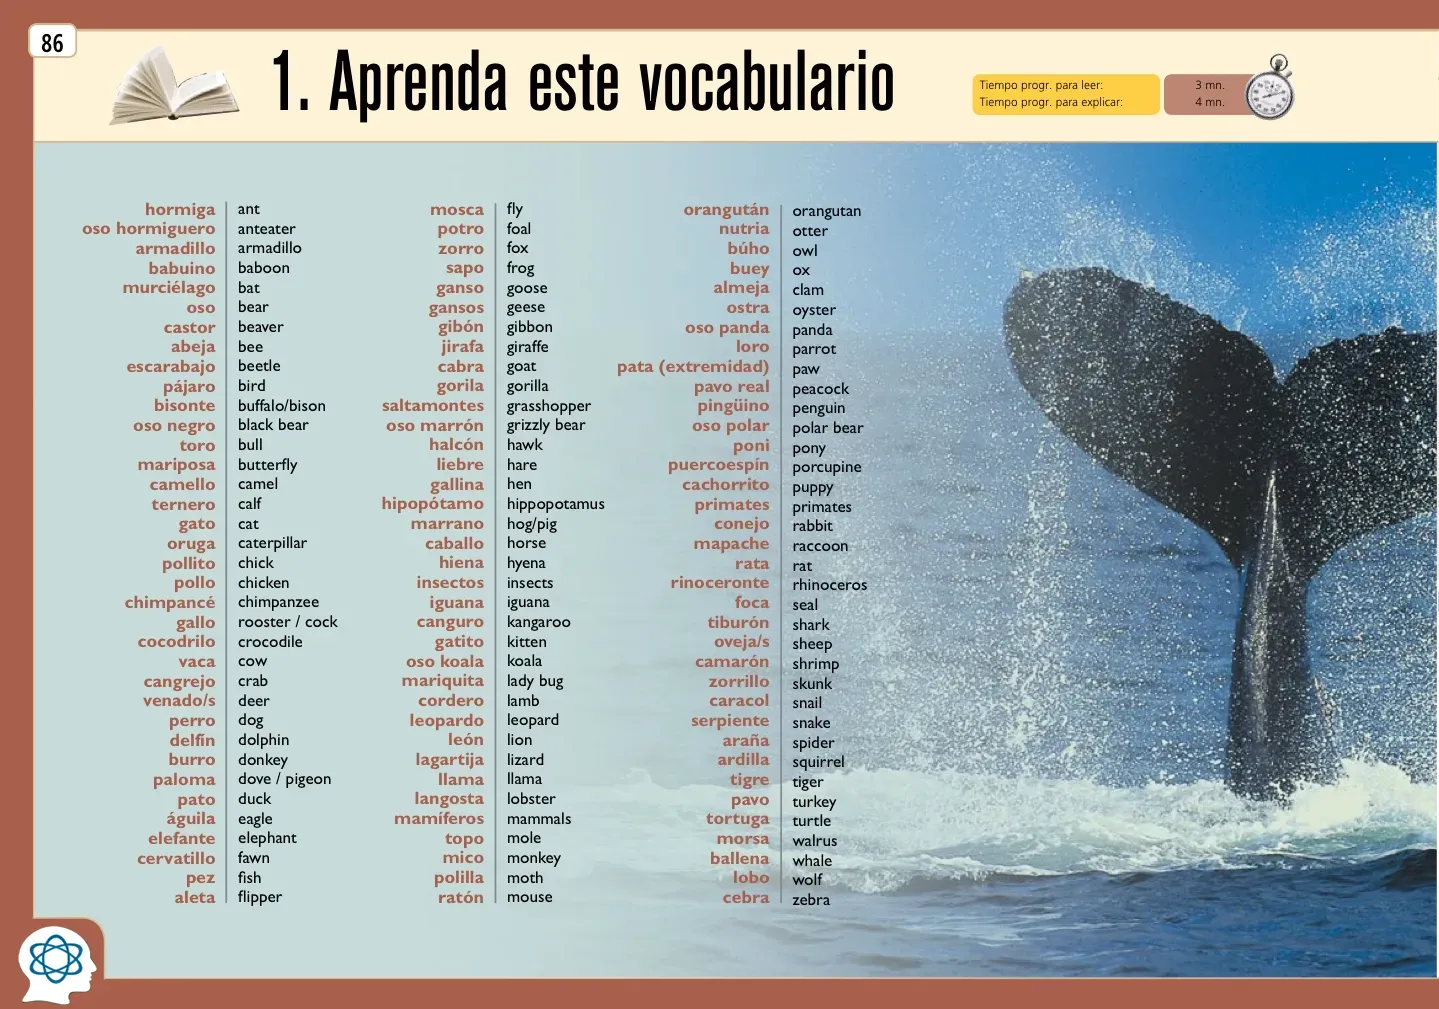 86
1. Aprenda este vocabulario
Tiempo progr. para leer: 3 mn.
Tiempo progr. para explicar: 4 mn.
hormiga ant
oso hormiguero anteater
armadillo armadillo
babuino baboon
murciélago bat
oso bear
castor beaver
abeja bee
escarabajo beetle
pájaro bird
bisonte buffalo/bison
oso negro black bear
toro bull
mariposa butterfly
camello camel
ternero calf
gato cat
oruga caterpillar
pollito chick
pollo chicken
chimpancé chimpanzee
gallo rooster / cock
cocodrilo crocodile
vaca cow
cangrejo crab
venado/s deer
perro dog
delfín dolphin
burro donkey
paloma dove / pigeon
pato duck
águila eagle
elefante elephant
cervatillo fawn
pez fish
aleta flipper
mosca fly
potro foal
zorro fox
sapo frog
ganso goose
gansos geese
gibón gibbon
jirafa giraffe
cabra goat
gorila gorilla
saltamontes grasshopper
oso marrón grizzly bear
halcón hawk
liebre hare
gallina hen
hipopótamo hippopotamus
marrano hog/pig
caballo horse
hiena hyena
insectos insects
iguana iguana
canguro kangaroo
gatito kitten
oso koala koala
mariquita lady bug
cordero lamb
leopardo leopard
león lion
lagartija lizard
llama llama
langosta lobster
mamíferos mammals
topo mole
mico monkey
polilla moth
ratón mouse
orangután orangutan
nutria otter
búho owl
buey ox
almeja clam
ostra oyster
oso panda panda
loro parrot
pata (extremidad) paw
pavo real peacock
pingüino penguin
oso polar polar bear
poni pony
puercoespín porcupine
cachorrito puppy
primates primates
conejo rabbit
mapache raccoon
rata rat
rinoceronte rhinoceros
foca seal
tiburón shark
oveja/s sheep
camarón shrimp
zorrillo skunk
caracol snail
serpiente snake
araña spider
ardilla squirrel
tigre tiger
pavo turkey
tortuga turtle
morsa walrus
ballena whale
lobo wolf
cebra zebra